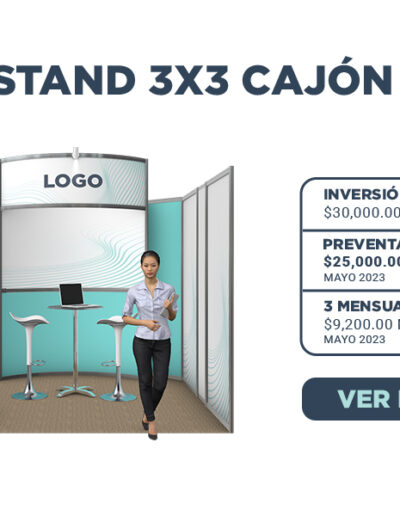 STAND 3X3 CAJÓN
LOGO
INVERSIÓ
$30,000.00
PREVENTA
$25,000.00
MAYO 2023
3 MENSUA
$9,200.00
MAYO 2023
VER